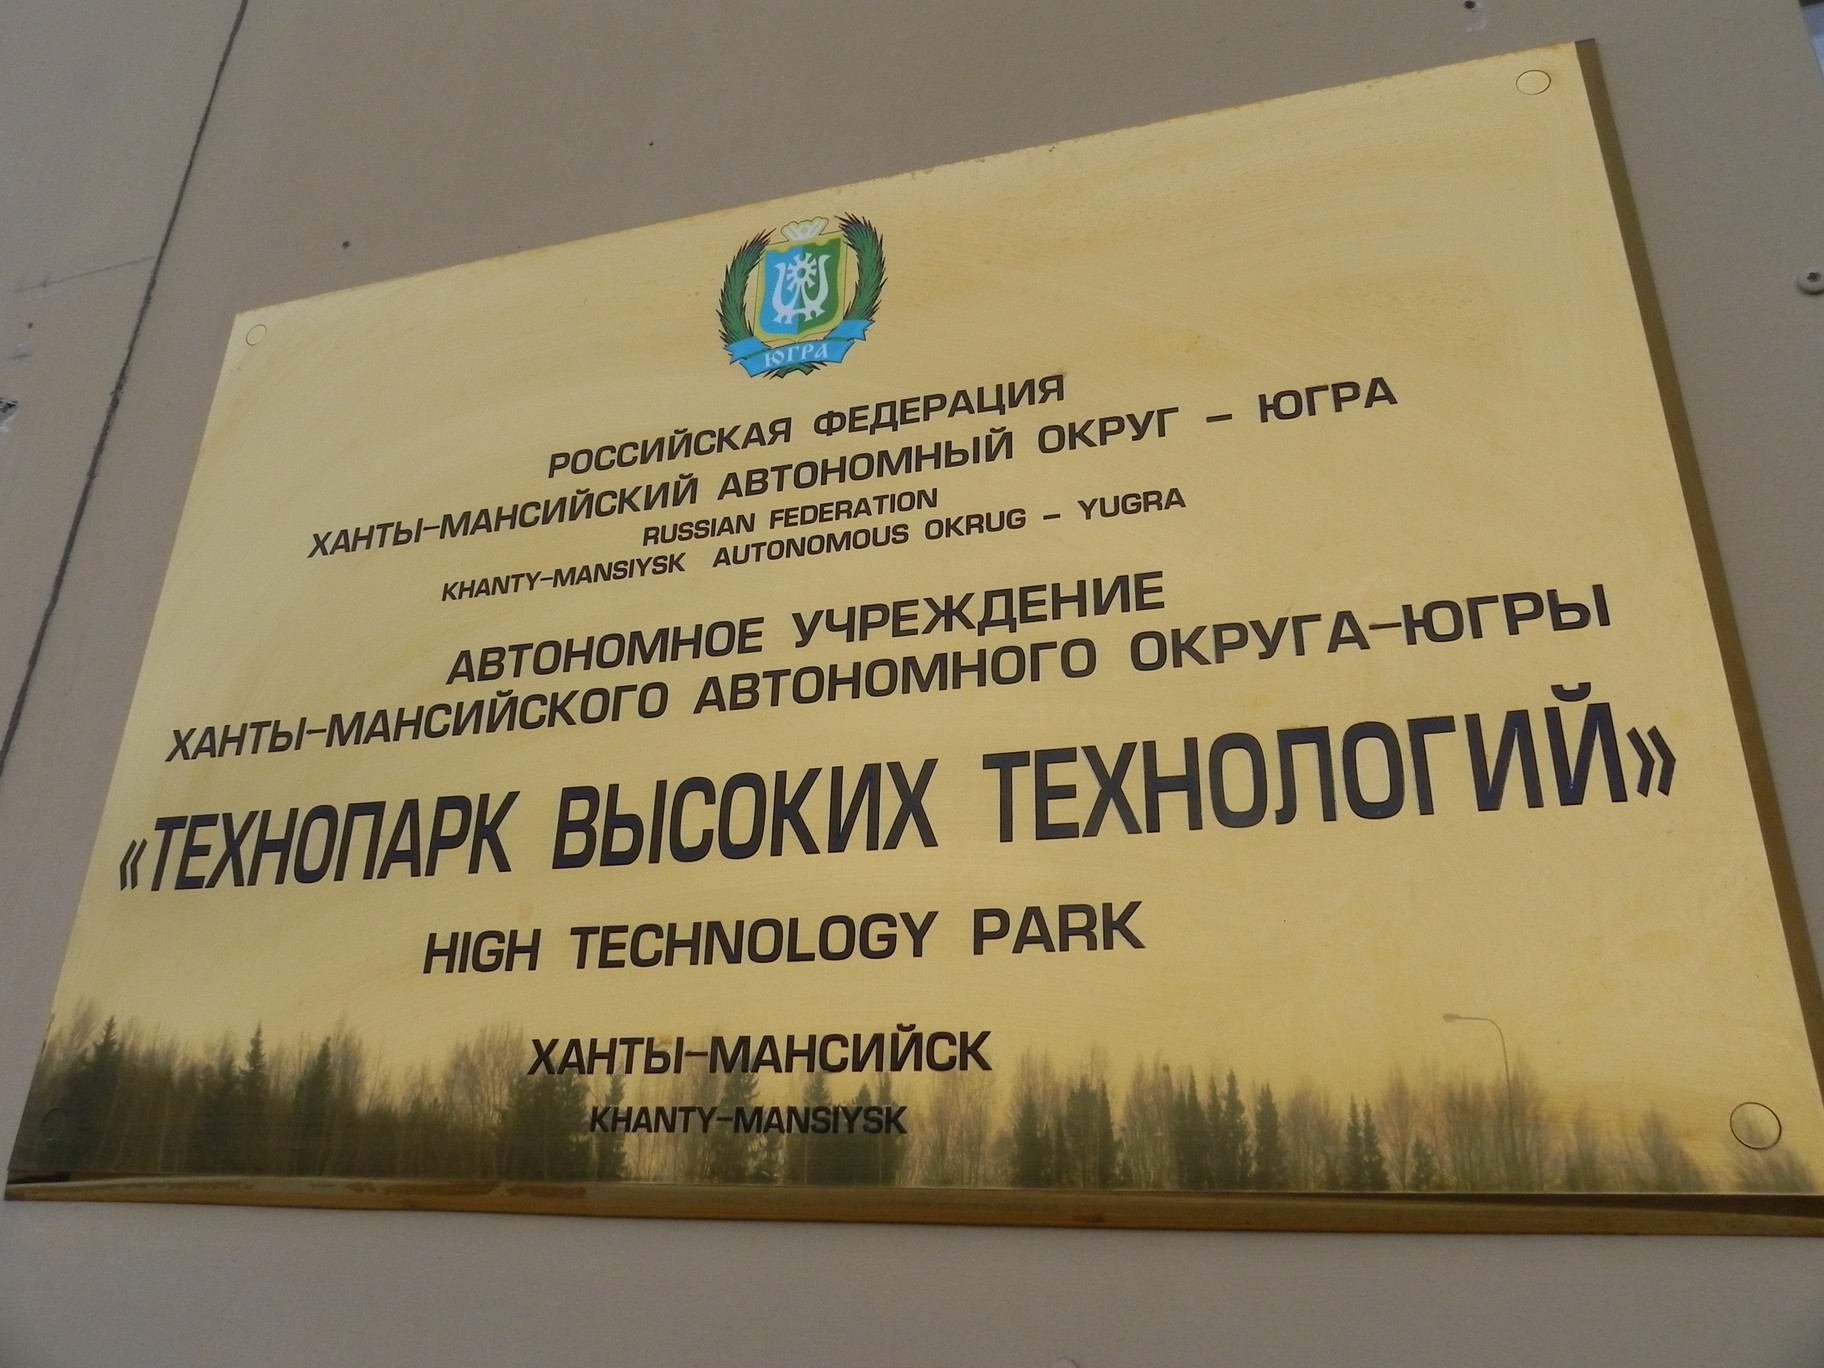 ЮГРА
РОССИЙСКАЯ ФЕДЕРАЦИЯ
ХАНТЫ-МАНСИЙСКИЙ АВТОНОМНЫЙ ОКРУГ – ЮГРА
RUSSIAN FEDERATION
KHANTY-MANSIYSK AUTONOMOUS OKRUG – YUGRA
АВТОНОМНОЕ УЧРЕЖДЕНИЕ
ХАНТЫ-МАНСИЙСКОГО АВТОНОМНОГО ОКРУГА-ЮГРЫ
«ТЕХНОПАРК ВЫСОКИХ ТЕХНОЛОГИЙ»
HIGH TECHNOLOGY PARK
ХАНТЫ-МАНСИЙСК
KHANTY-MANSIYSK